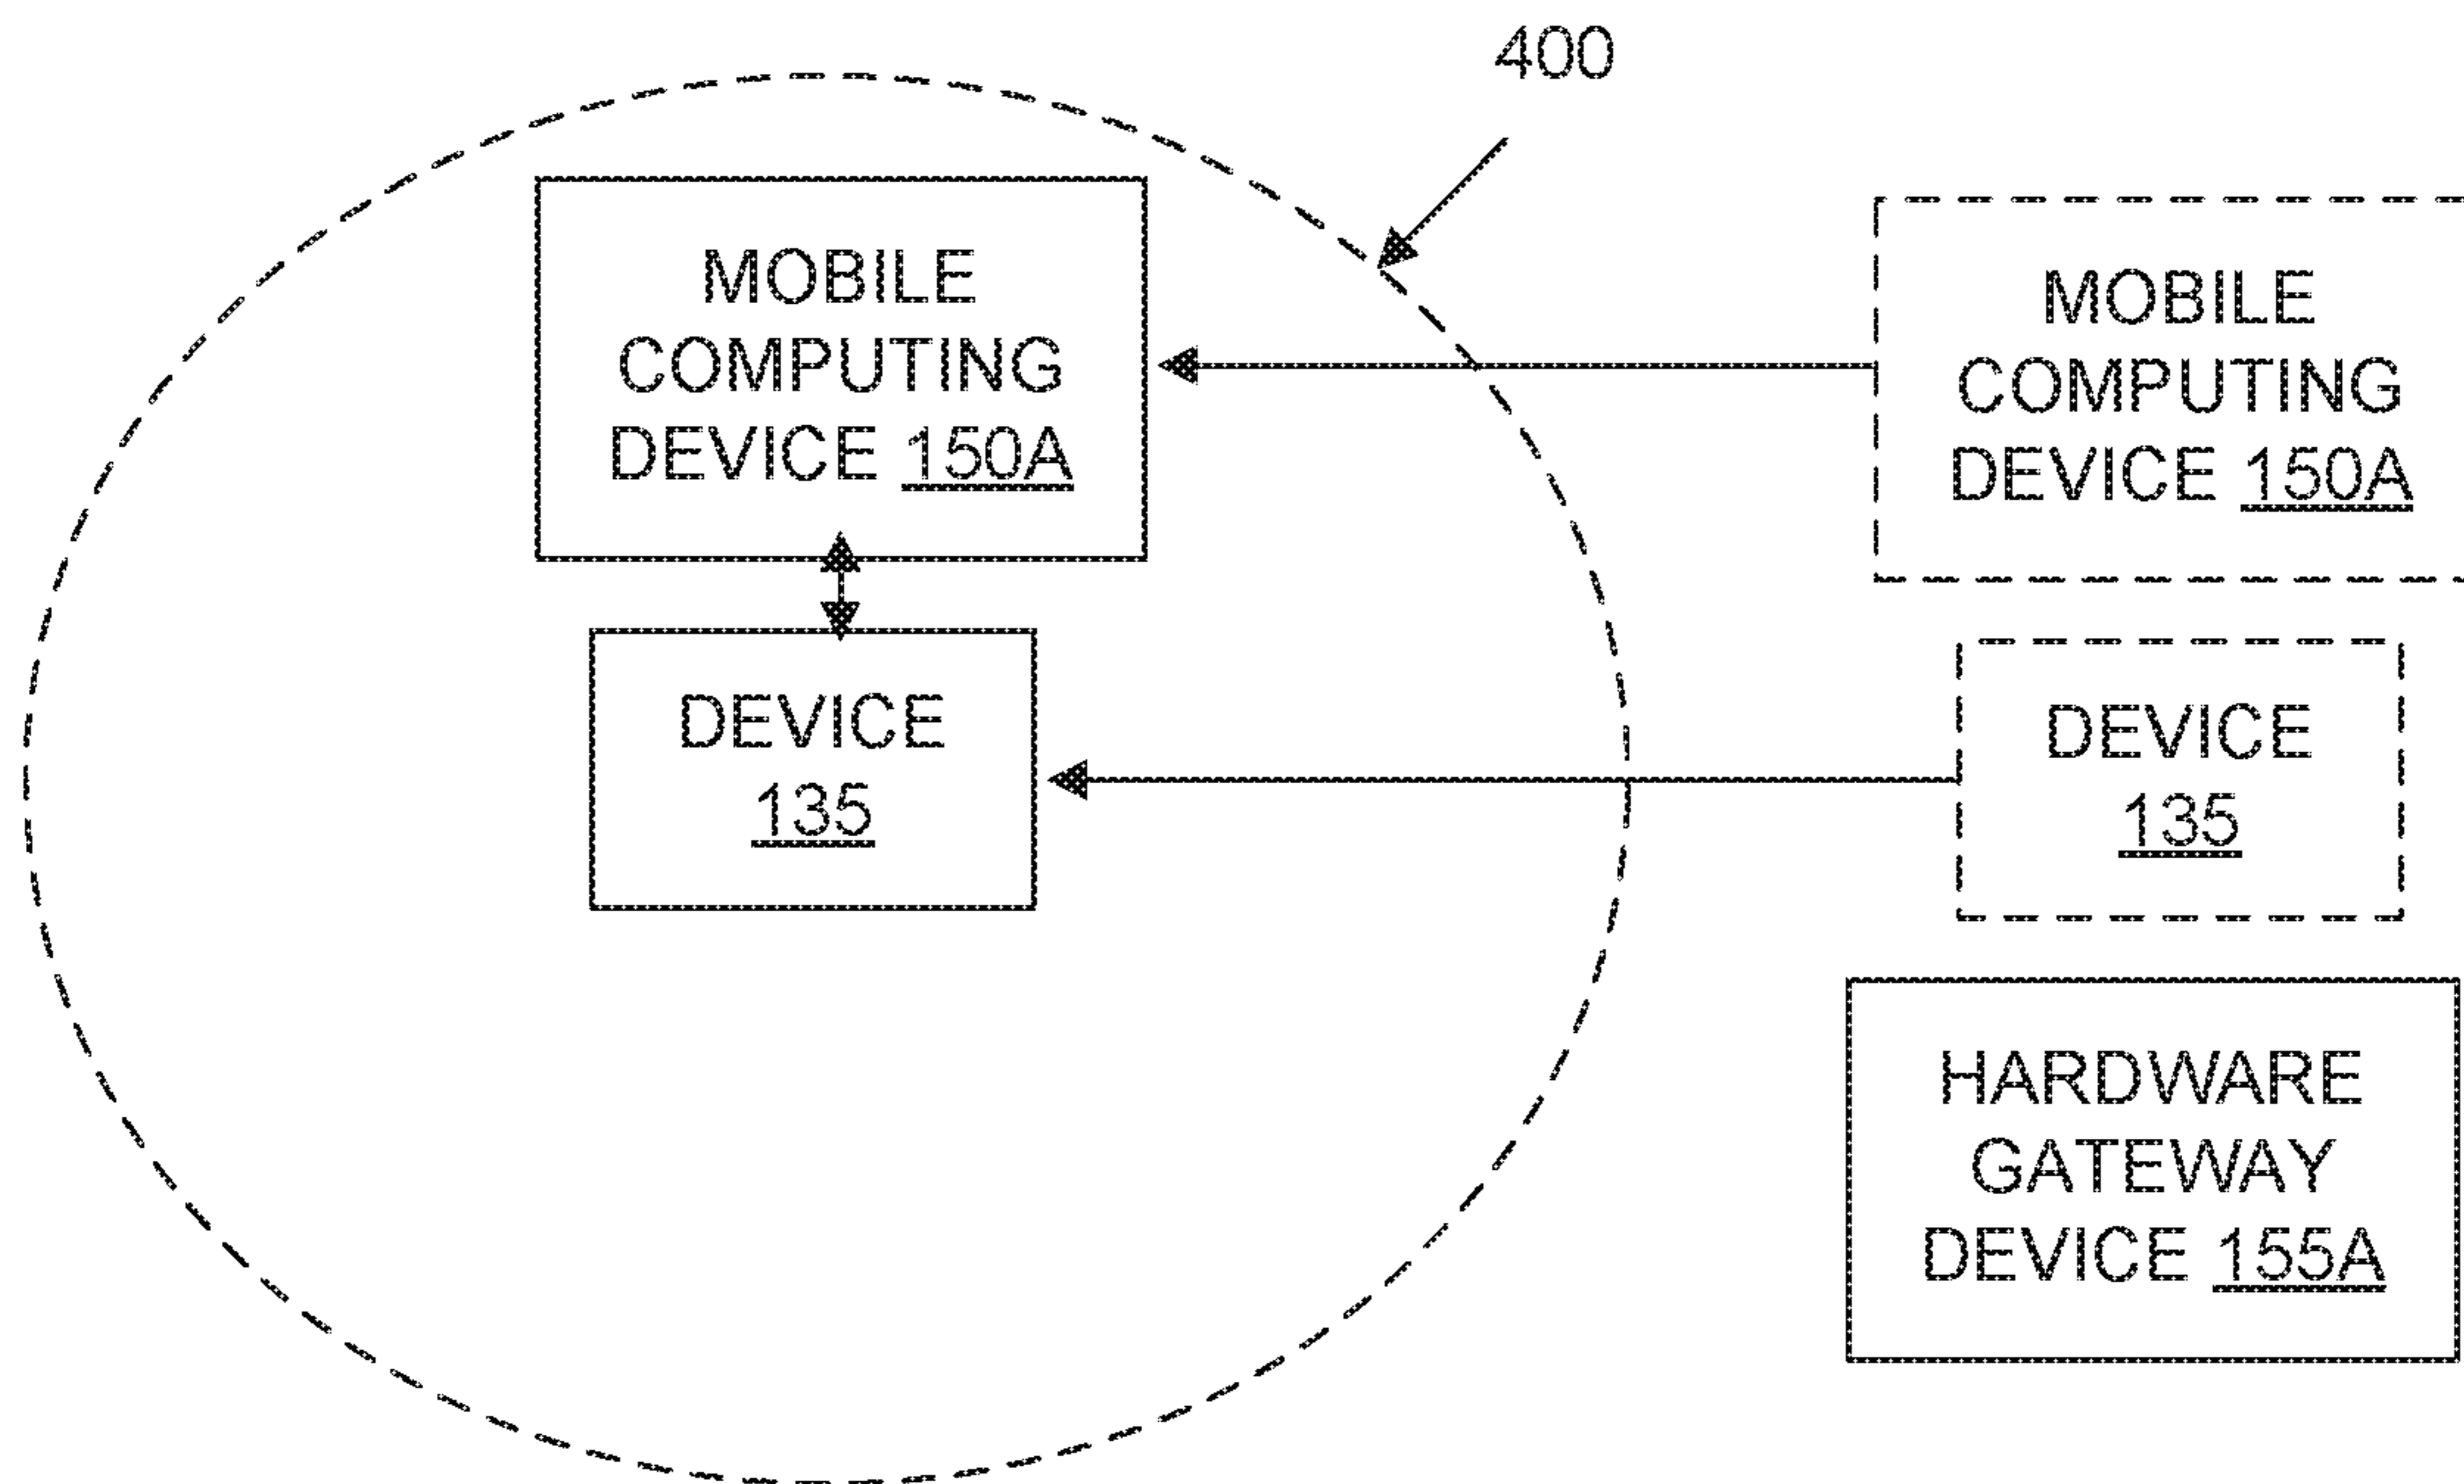 400
MOBILE
COMPUTING
DEVICE 150A
MOBILE
COMPUTING
DEVICE 150A
DEVICE
135
DEVICE
135
HARDWARE
GATEWAY
DEVICE 155A